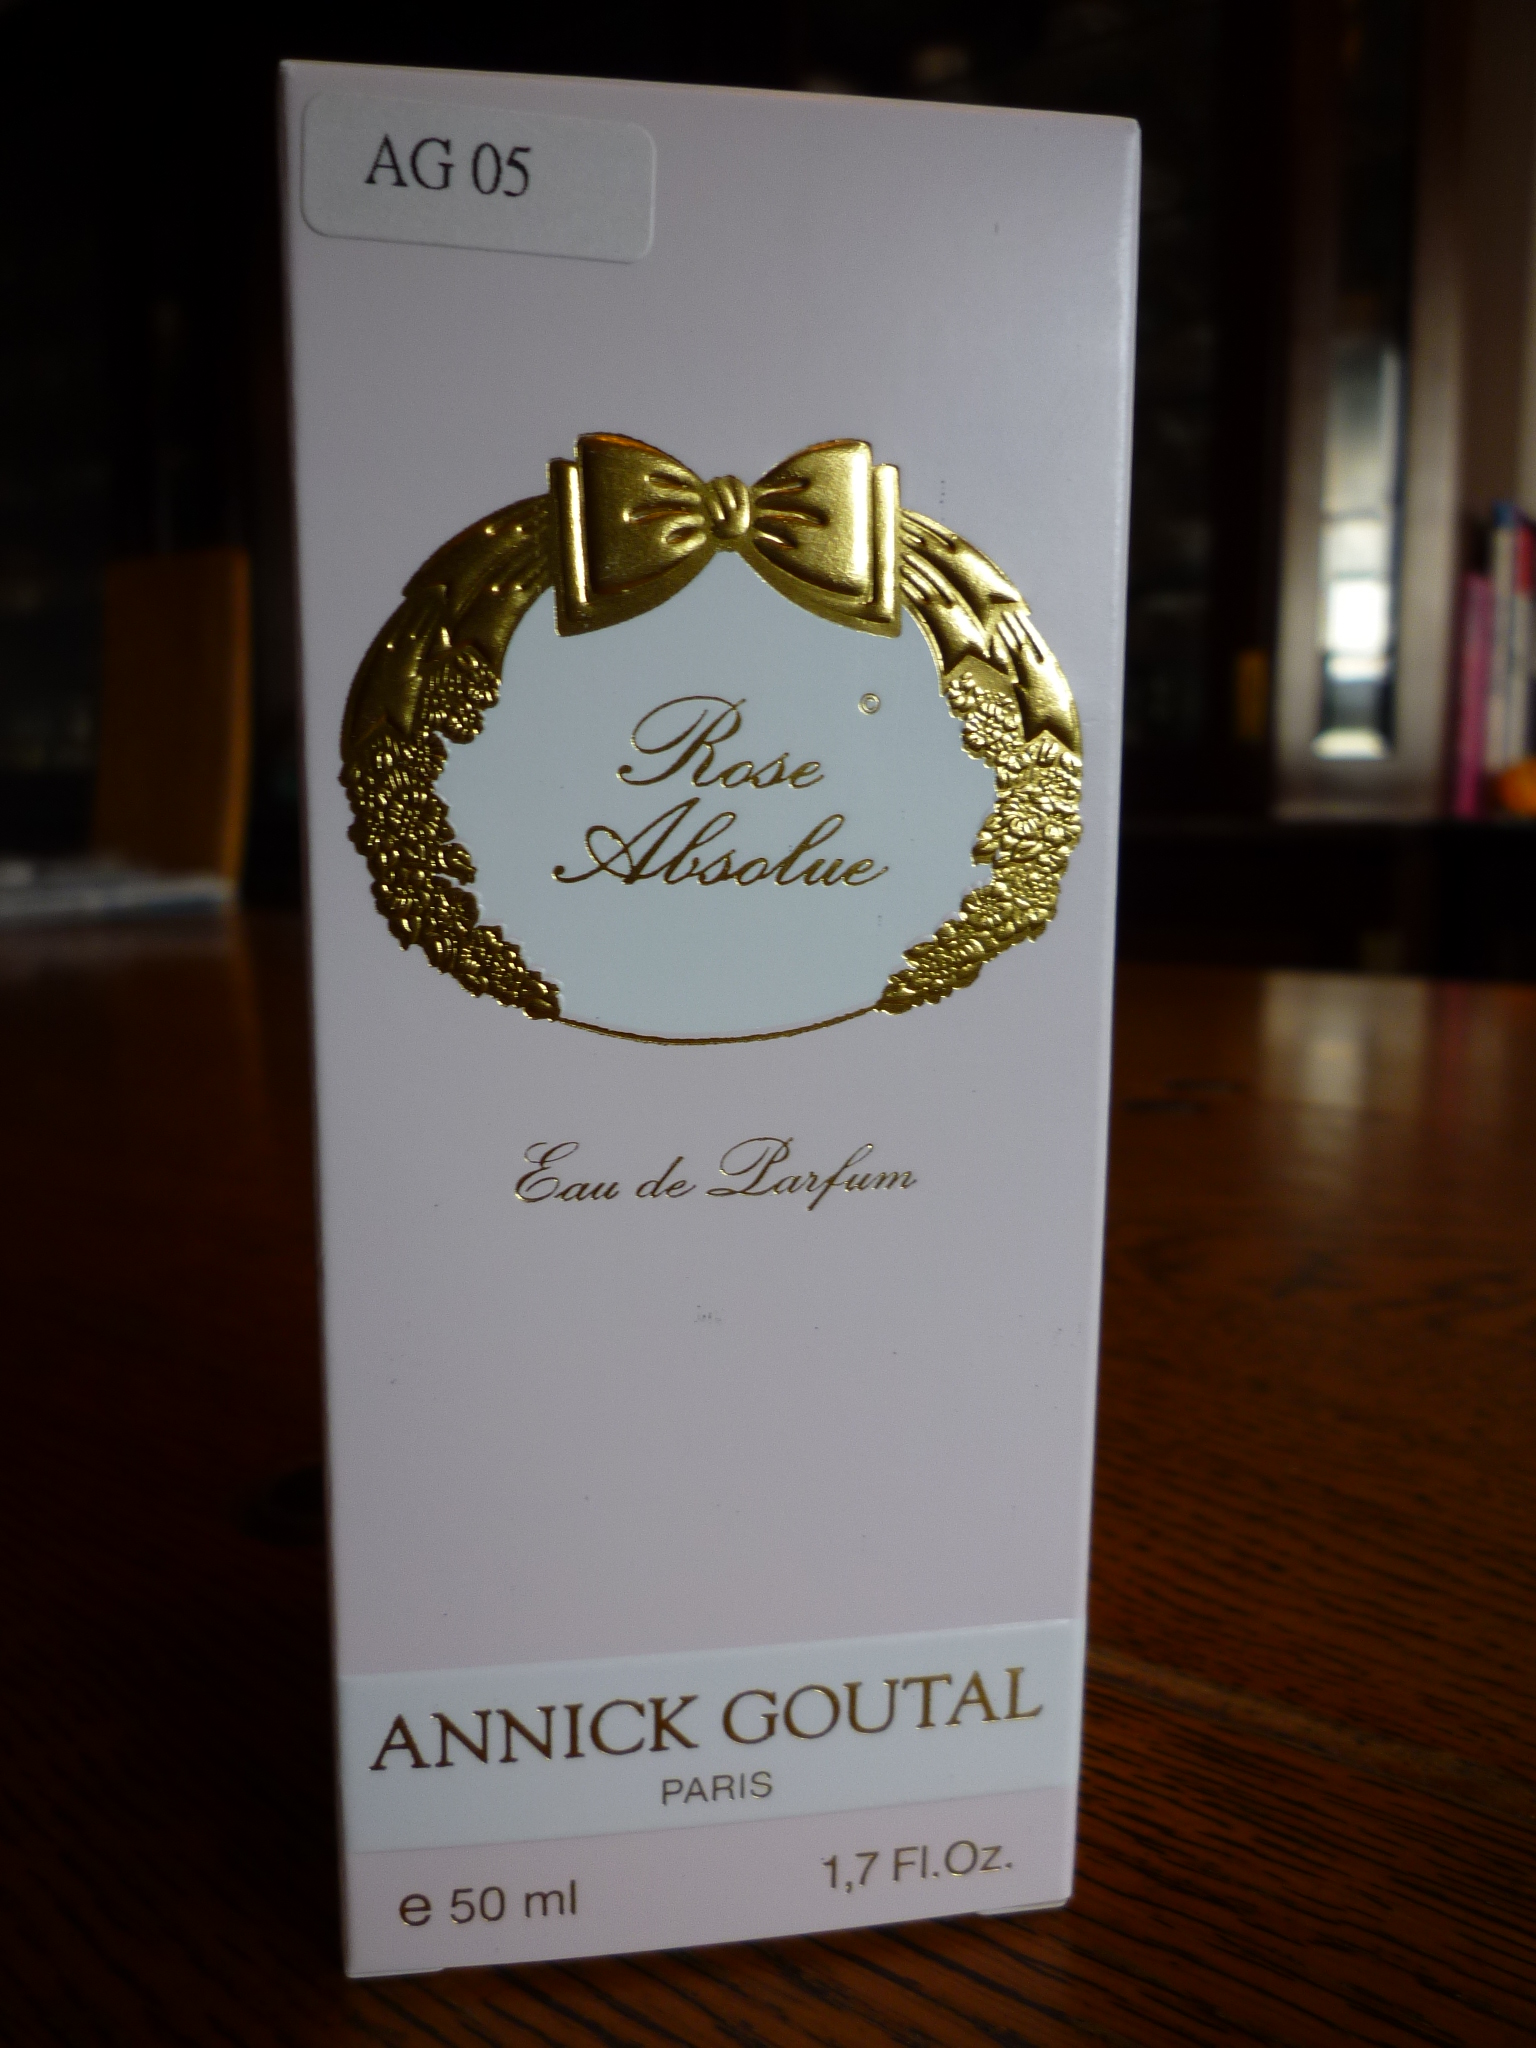 AG 05
Rose
Absolue
Eau de Parfum
ANNICK GOUTAL
PARIS
e 50 ml 1,7 Fl.Oz.